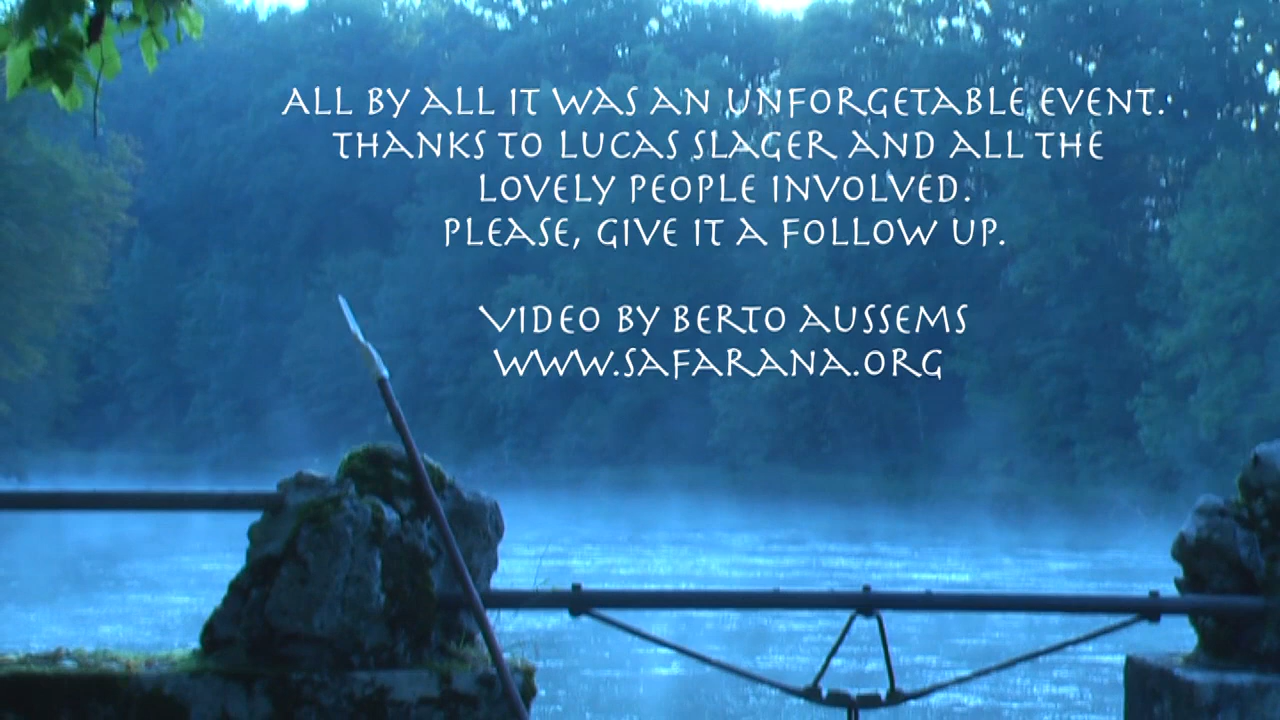 ALL BY ALL IT WAS AN UNFORGETABLE EVENT.
THANKS TO LUCAS SLAGER AND ALL THE
LOVELY PEOPLE INVOLVED.
PLEASE, GIVE IT A FOLLOW UP.
VIDEO BY BERTO AUSSEMS
WWW.SAFARANA.ORG